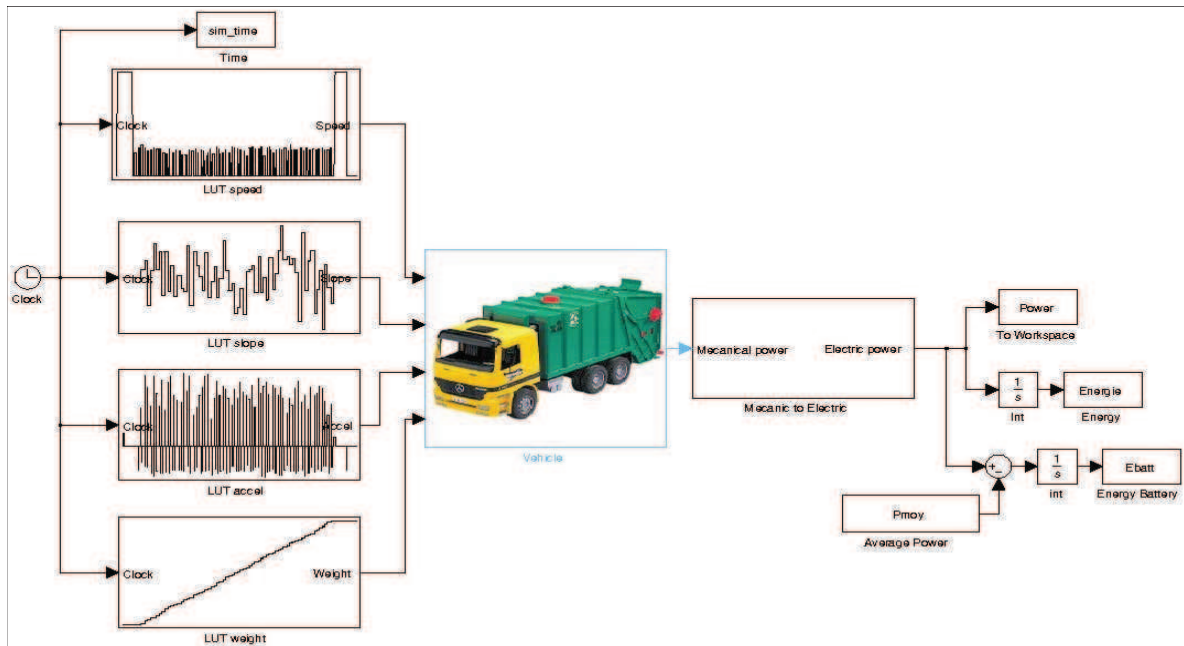 sim_time
Time
Clock
Speed
LUT speed
Clock
Slope
LUT slope
Clock
Clock
Accel
LUT accel
Clock
Weight
LUT weight
Vehicle
Mecanical power
Electric power
Mecanic to Electric
Power
To Workspace
1
s
Int
Energie
Energy
+
-
1
s
int
Ebatt
Energy Battery
Pmoy
Average Power